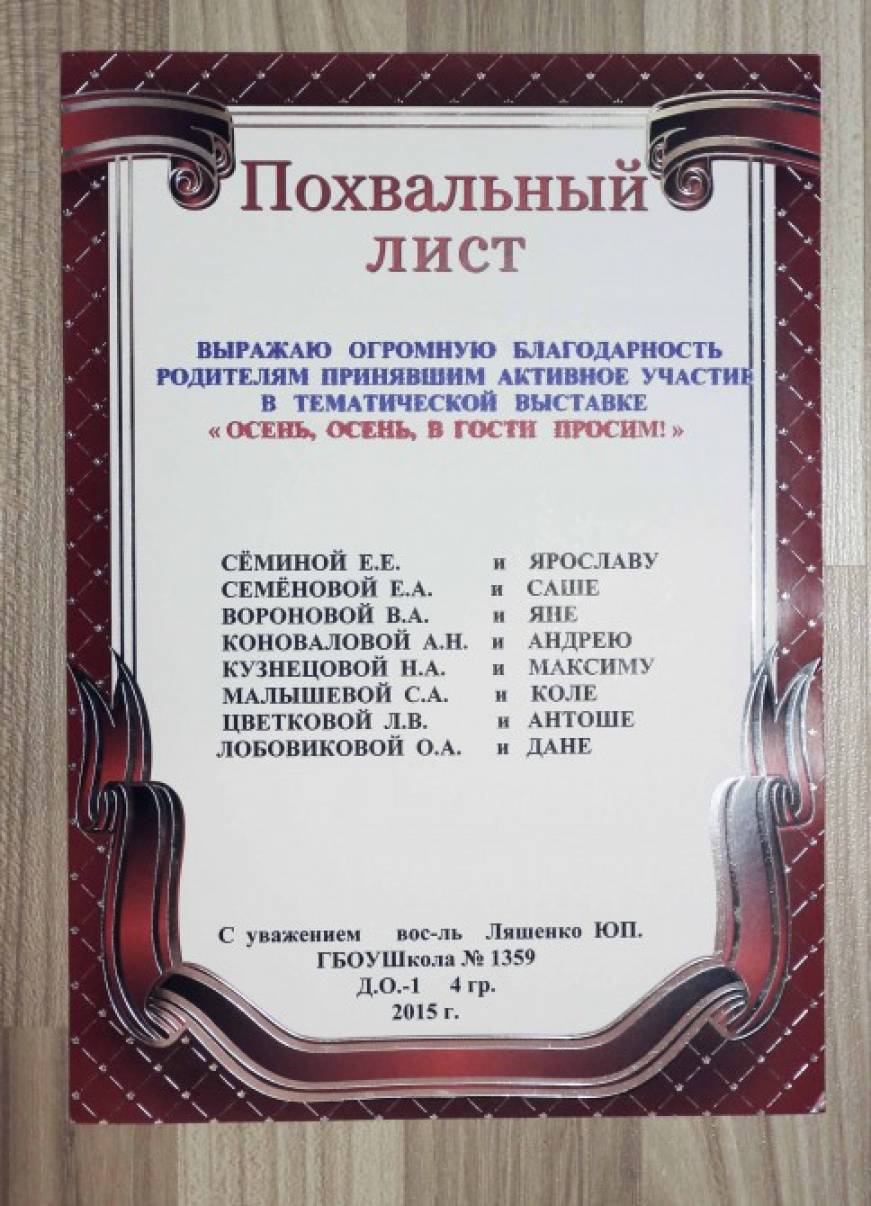 Похвальный
лист
ВЫРАЖАЮ ОГРОМНУЮ БЛАГОДАРНОСТЬ
РОДИТЕЛЯМ ПРИНЯВШИМ АКТИВНОЕ УЧАСТИЕ
В ТЕМАТИЧЕСКОЙ ВЫСТАВКЕ
« ОСЕНЬ, ОСЕНЬ, В ГОСТИ ПРОСИМ! »
СЁМИНОЙ Е.Е. и ЯРОСЛАВУ
СЕМЁНОВОЙ Е.А. и САШЕ
ВОРОНОВОЙ В.А. и ЯНЕ
КОНОВАЛОВОЙ А.Н. и АНДРЕЮ
КУЗНЕЦОВОЙ Н.А. и МАКСИМУ
МАЛЫШЕВОЙ С.А. и КОЛЕ
ЦВЕТКОВОЙ Л.В. и АНТОШЕ
ЛОБОВИКОВОЙ О.А. и ДАНЕ
С уважением вос-ль Ляшенко ЮП.
ГБОУШкола № 1359
Д.О.-1 4 гр.
2015 г.